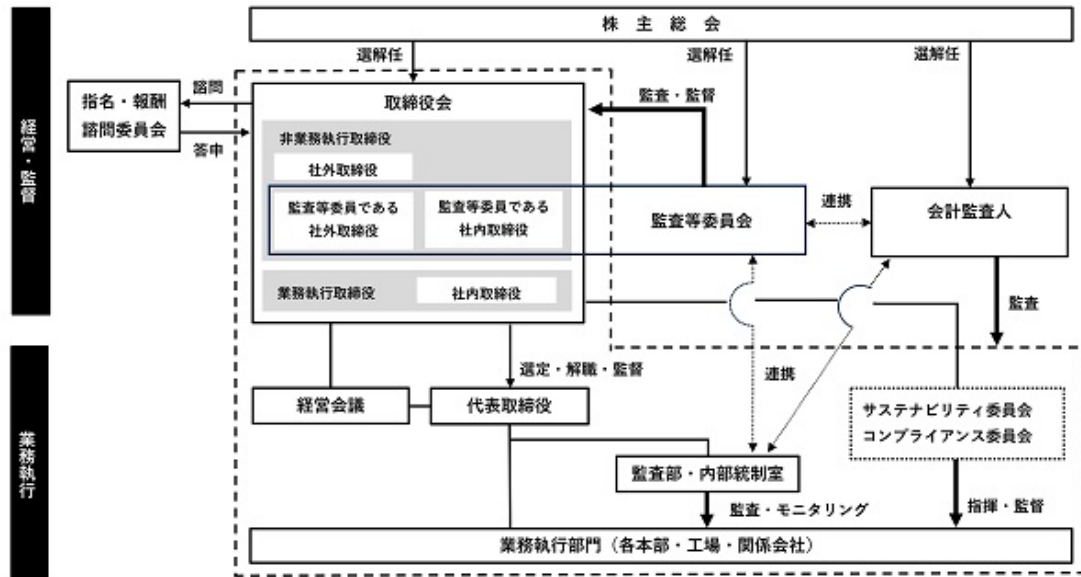 株主総会
選解任
選解任
選解任
経営・監督
指名・報酬
諮問委員会
諮問
答申
取締役会
監査・監督
非業務執行取締役
社外取締役
監査等委員である
社外取締役
監査等委員である
社内取締役
監査等委員会
連携
会計監査人
業務執行取締役
社内取締役
監査
業務執行
選定・解職・監督
連携
経営会議
代表取締役
サステナビリティ委員会
コンプライアンス委員会
監査部・内部統制室
監査・モニタリング
指揮・監督
業務執行部門（各本部・工場・関係会社）